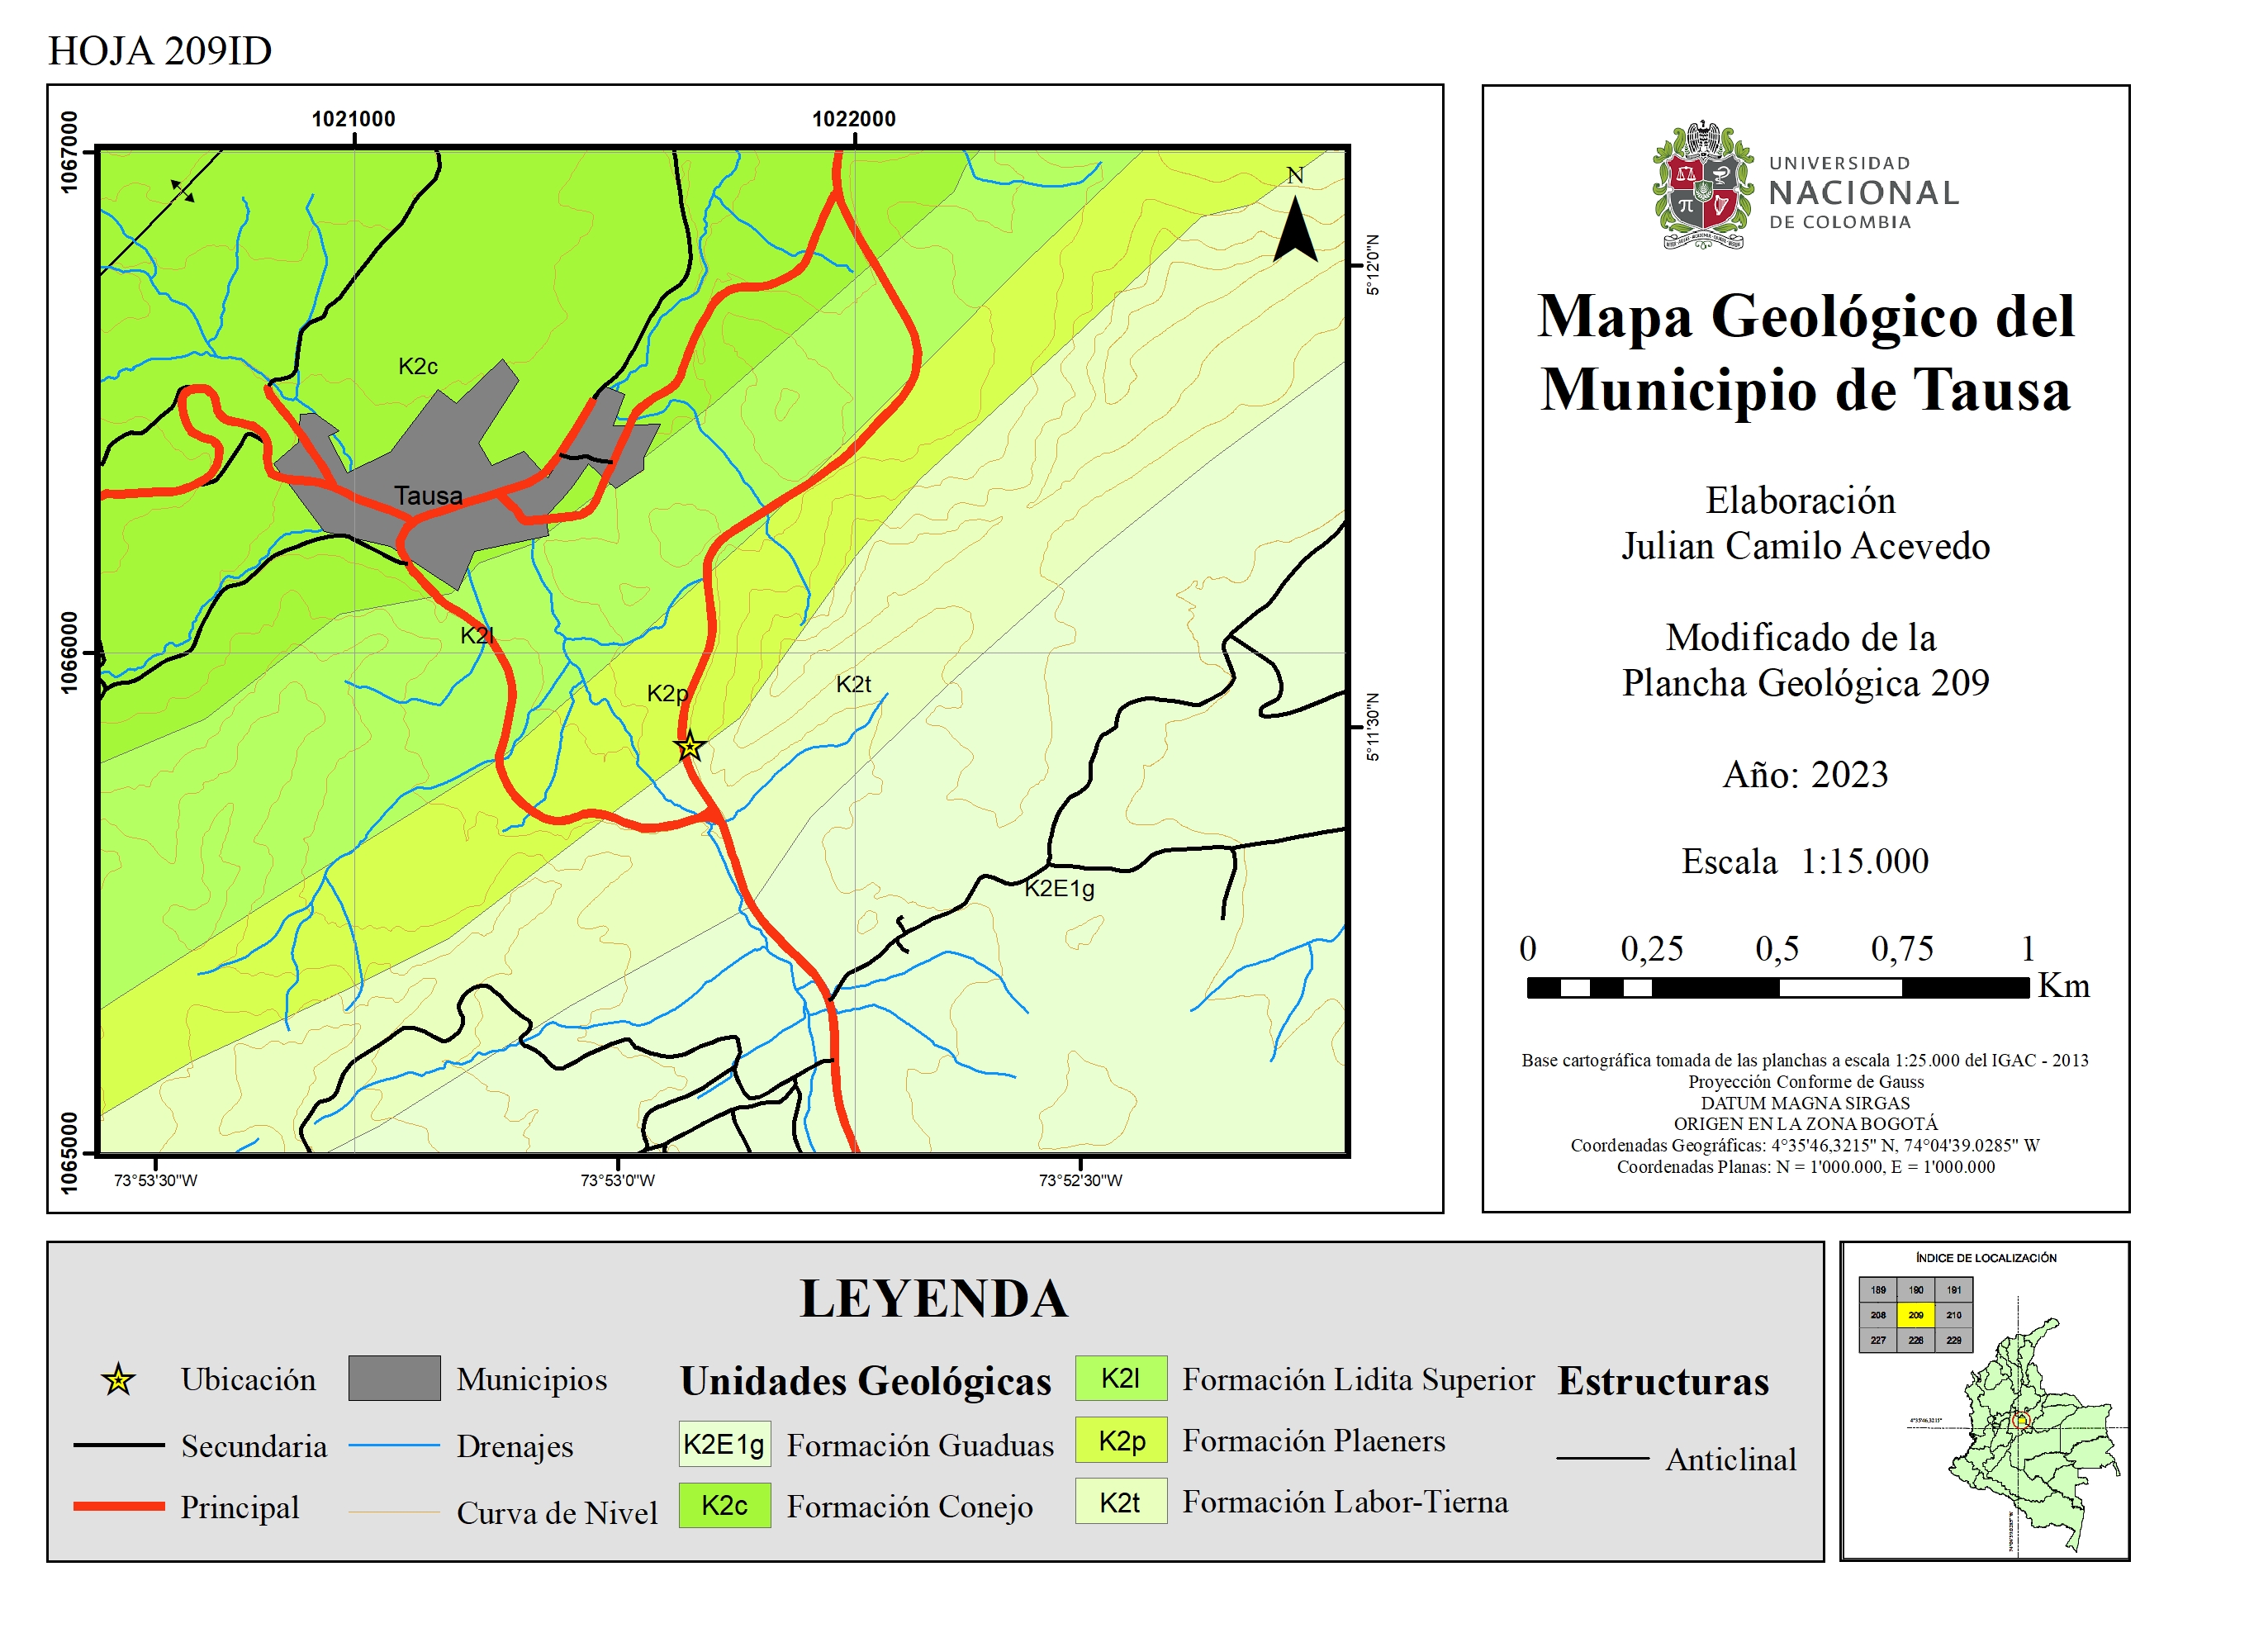 HOJA 209ID
1021000
1022000
1067000
1066000
1065000
N
5°12'0"N
5°11'30"N
K2c
Tausa
K2l
K2p
K2t
K2E1g
73°53'30"W
73°53'0"W
73°52'30"W
UNIVERSIDAD
NACIONAL
DE COLOMBIA
Mapa Geológico del
Municipio de Tausa
Elaboración
Julian Camilo Acevedo
Modificado de la
Plancha Geológica 209
Año: 2023
Escala 1:15.000
0 0,25 0,5 0,75 1
Km
Base cartográfica tomada de las planchas a escala 1:25.000 del IGAC - 2013
Proyección Conforme de Gauss
DATUM MAGNA SIRGAS
ORIGEN EN LA ZONA BOGOTÁ
Coordenadas Geográficas: 4°35'46,3215" N, 74°04'39.0285" W
Coordenadas Planas: N = 1'000.000, E = 1'000.000
LEYENDA
Ubicación
Secundaria
Principal
Municipios
Drenajes
Curva de Nivel
Unidades Geológicas
K2E1g Formación Guaduas
K2c Formación Conejo
K2l Formación Lidita Superior
K2p Formación Plaeners
K2t Formación Labor-Tierna
Estructuras
Anticlinal
ÍNDICE DE LOCALIZACIÓN
189 190 191
208 209 210
227 228 229
4°35'46,3215"